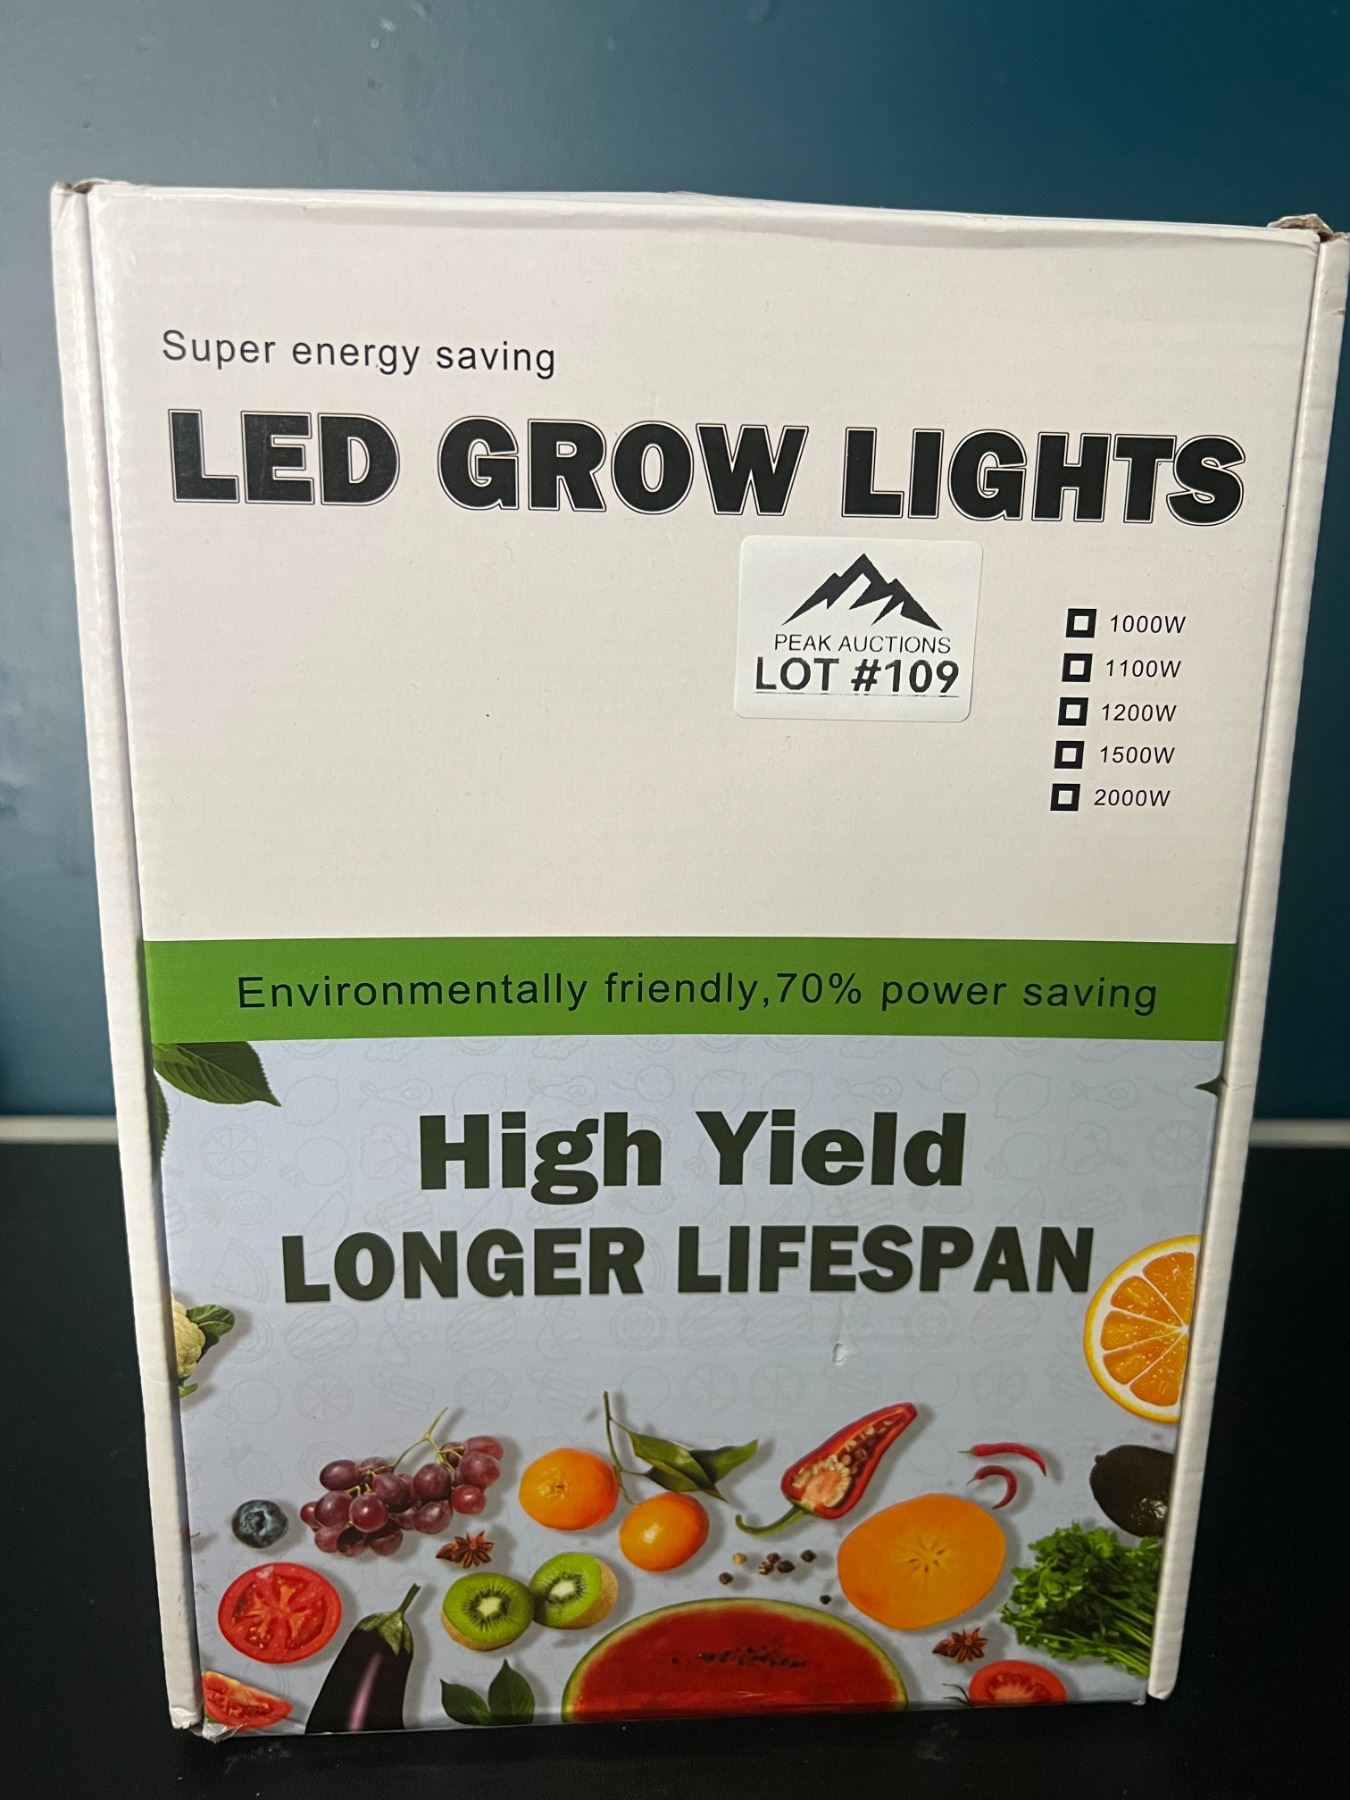 Super energy saving
LED GROW LIGHTS
PEAK AUCTIONS
LOT #109
1000W
1100W
1200W
1500W
2000W
Environmentally friendly,70% power saving
High Yield
LONGER LIFESPAN